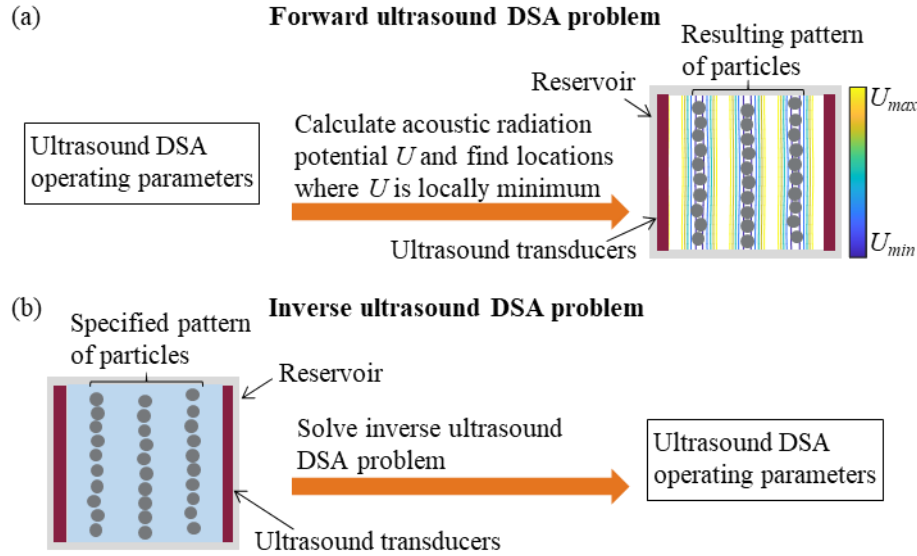 (a)
Forward ultrasound DSA problem
Resulting pattern
of particles
Reservoir
U_max
Ultrasound DSA
operating parameters
Calculate acoustic radiation
potential U and find locations
where U is locally minimum
Ultrasound transducers
U_min
(b)
Inverse ultrasound DSA problem
Specified pattern
of particles
Reservoir
Solve inverse ultrasound
DSA problem
Ultrasound DSA
operating parameters
Ultrasound transducers